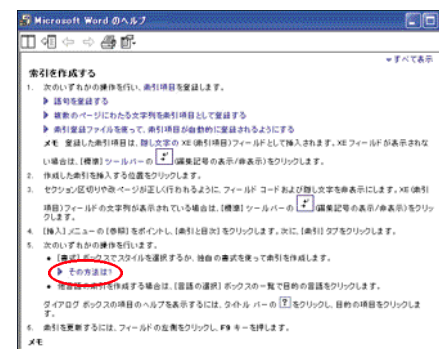 Microsoft Word のヘルプ
すべて表示
索引を作成する
1. 次のいずれかの操作を行い、索引項目を登録します。
語句を登録する
複数のページにわたる文字列を索引項目として登録する
索引登録ファイルを使って、索引項目が自動的に登録されるようにする
メモ 登録した索引項目は、隠し文字の XE (索引項目)フィールドとして挿入されます。XE フィールドが表示されな
い場合は、[標準] ツールバーの (編集記号の表示/非表示)をクリックします。
2. 作成した索引を挿入する位置をクリックします。
3. セクション区切りや改ページが正しく行われるように、フィールド コードおよび隠し文字を非表示にします。XE (索引
項目)フィールドの文字列が表示されている場合は、[標準] ツールバーの (編集記号の表示/非表示)をクリッ
クします。
4. [挿入] メニューの [参照] をポイントし、[索引と目次] をクリックします。次に、[索引] タブをクリックします。
5. 次のいずれかの操作を行います。
• [書式] ボックスでスタイルを選択するか、独自の書式を使って索引を作成します。
その方法は?
• 他言語の索引を作成する場合は、[言語の選択] ボックスの一覧で目的の言語をクリックします。
ダイアログ ボックスの項目のヘルプを表示するには、タイトル バーの ? をクリックし、目的の項目をクリックしま
す。
6. 索引を更新するには、フィールドの左側をクリックし、F9 キーを押します。
メモ